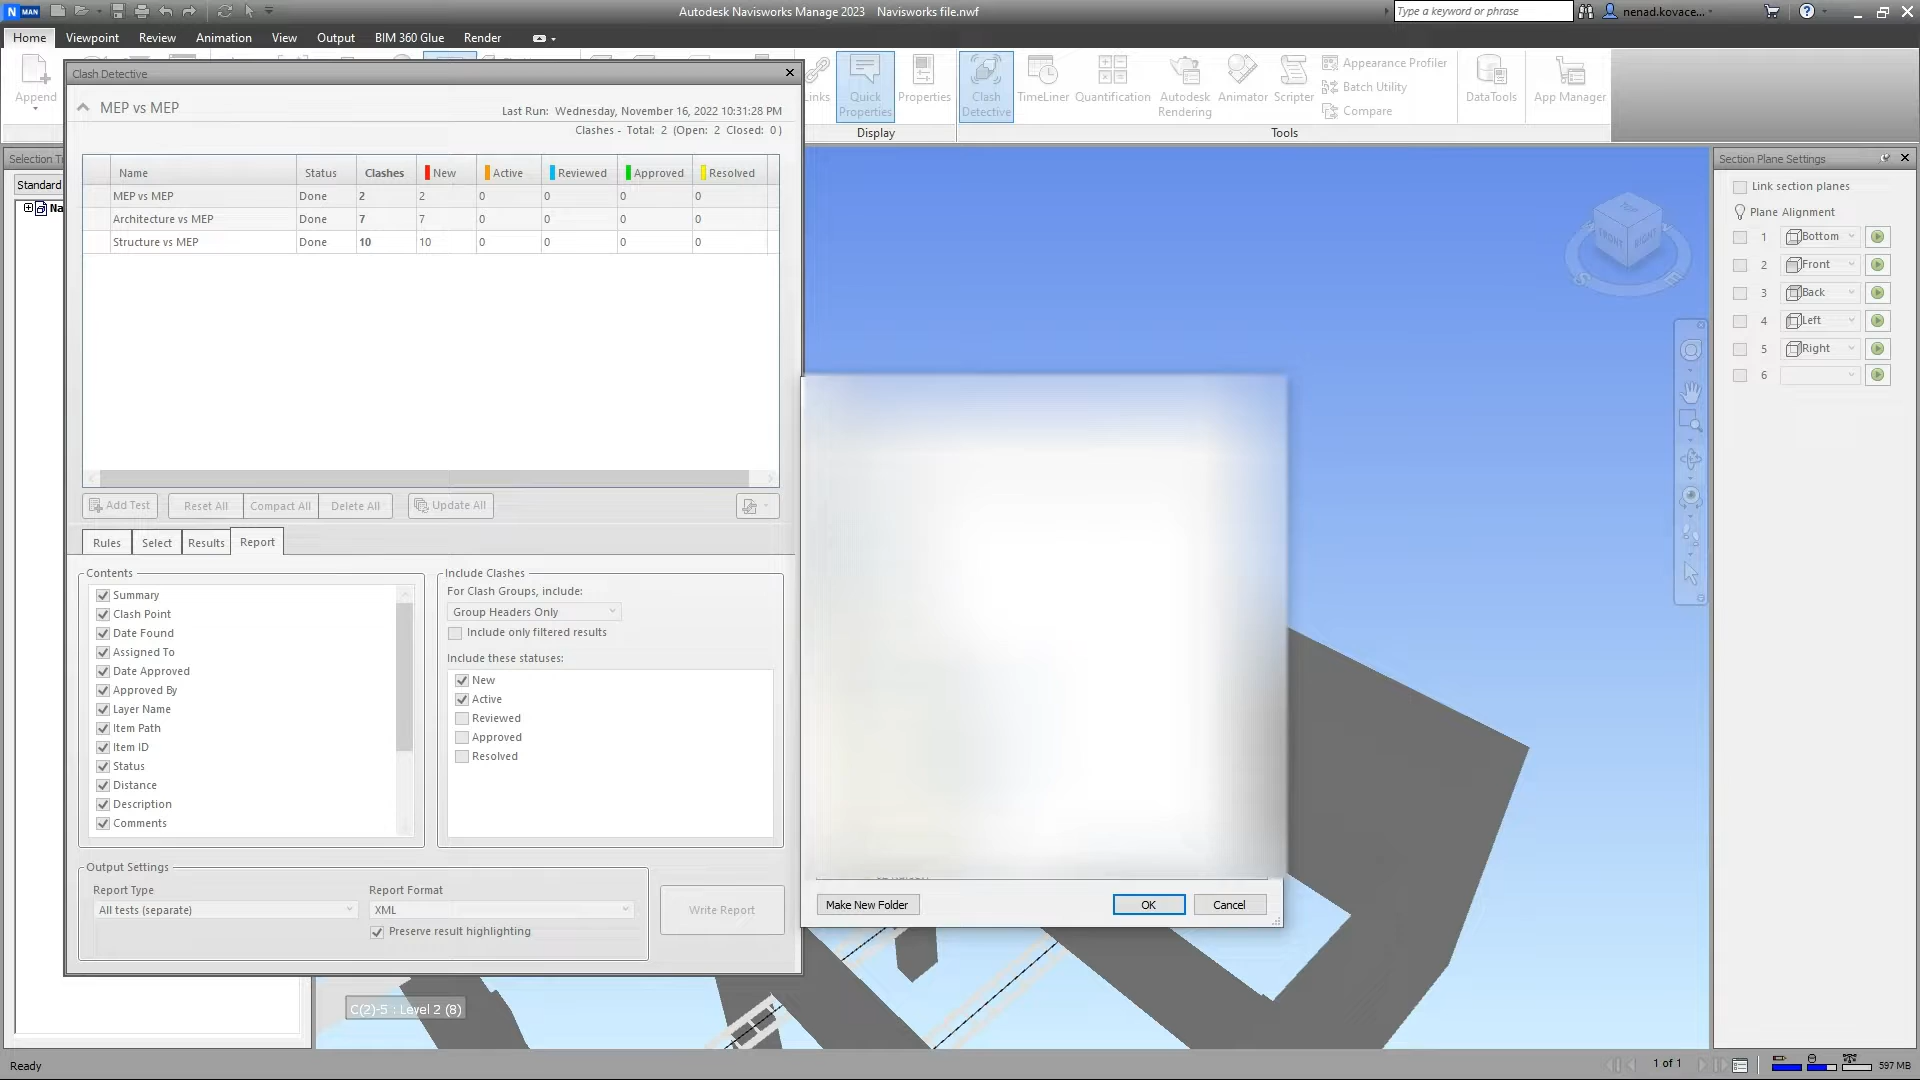 N MAN
Autodesk Navisworks Manage 2023 Navisworks file.nwf
Type a keyword or phrase
nenad.kovace...
Home Viewpoint Review Animation View Output BIM 360 Glue Render
Append
Links
Quick Properties
Properties
Clash Detective
TimeLiner
Quantification
Autodesk Rendering
Animator
Scripter
Appearance Profiler
Batch Utility
Compare
DataTools
App Manager
Display
Tools
Clash Detective
MEP vs MEP
Last Run: Wednesday, November 16, 2022 10:31:28 PM
Clashes - Total: 2 (Open: 2 Closed: 0)
Name Status Clashes New Active Reviewed Approved Resolved
MEP vs MEP Done 2 2 0 0 0 0
Architecture vs MEP Done 7 7 0 0 0 0
Structure vs MEP Done 10 10 0 0 0 0
Add Test Reset All Compact All Delete All Update All
Rules Select Results Report
Contents
Summary
Clash Point
Date Found
Assigned To
Date Approved
Approved By
Layer Name
Item Path
Item ID
Status
Distance
Description
Comments
Include Clashes
For Clash Groups, include:
Group Headers Only
Include only filtered results
Include these statuses:
New
Active
Reviewed
Approved
Resolved
Output Settings
Report Type
All tests (separate)
Report Format
XML
Preserve result highlighting
Write Report
Selection T
Standard
Na
Make New Folder OK Cancel
C(2)-5 : Level 2 (8)
FRONT RIGHT
S E
Section Plane Settings
Link section planes
Plane Alignment
1 Bottom
2 Front
3 Back
4 Left
5 Right
6
Ready
1 of 1
597 MB